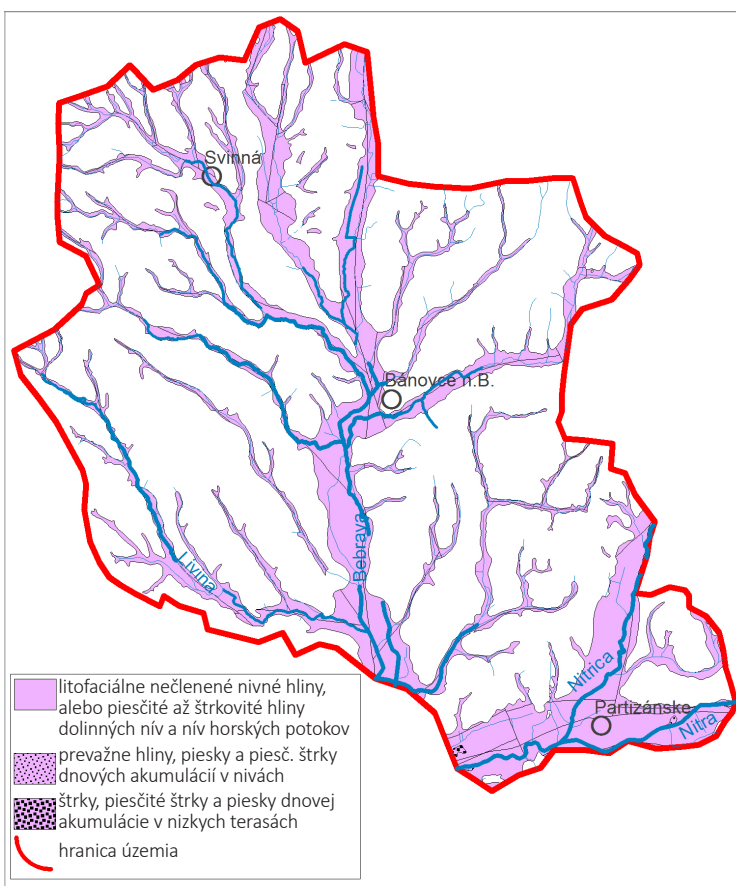 Svinná
Bánovce n.B.
Bebrava
Livina
Nitrica
Partizánske
Nitra
litofaciálne nečlenené nivné hliny,
alebo piesčité až štrkovité hliny
dolinných nív a nív horských potokov
prevažne hliny, piesky a piesč. štrky
dnových akumulácií v nivách
štrky, piesčité štrky a piesky dnovej
akumulácie v nizkych terasách
hranica územia